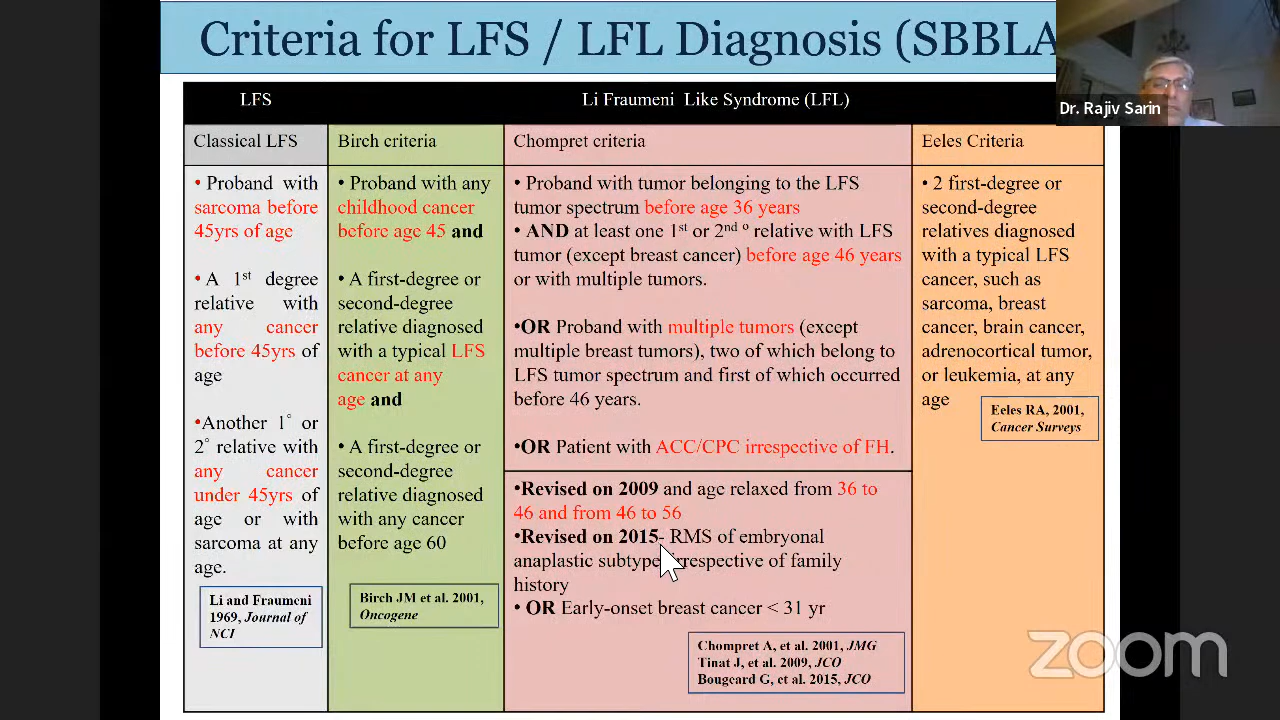 Criteria for LFS / LFL Diagnosis (SBBLA
Dr. Rajiv Sarin
LFS
Li Fraumeni Like Syndrome (LFL)
Classical LFS
• Proband with
sarcoma before
45yrs of age
• A 1st degree
relative with
any cancer
before 45yrs of
age
•Another 1° or
2° relative with
any cancer
under 45yrs of
age or with
sarcoma at any
age.
Li and Fraumeni
1969, Journal of
NCI
Birch criteria
• Proband with any
childhood cancer
before age 45 and
• A first-degree or
second-degree
relative diagnosed
with a typical LFS
cancer at any
age and
• A first-degree or
second-degree
relative diagnosed
with any cancer
before age 60
Birch JM et al. 2001,
Oncogene
Chompret criteria
• Proband with tumor belonging to the LFS
tumor spectrum before age 36 years
• AND at least one 1st or 2nd o relative with LFS
tumor (except breast cancer) before age 46 years
or with multiple tumors.
•OR Proband with multiple tumors (except
multiple breast tumors), two of which belong to
LFS tumor spectrum and first of which occurred
before 46 years.
•OR Patient with ACC/CPC irrespective of FH.
•Revised on 2009 and age relaxed from 36 to
46 and from 46 to 56
•Revised on 2015- RMS of embryonal
anaplastic subtype irrespective of family
history
• OR Early-onset breast cancer < 31 yr
Chompret A, et al. 2001, JMG
Tinat J, et al. 2009, JCO
Bougeard G, et al. 2015, JCO
Eeles Criteria
• 2 first-degree or
second-degree
relatives diagnosed
with a typical LFS
cancer, such as
sarcoma, breast
cancer, brain cancer,
adrenocortical tumor,
or leukemia, at any
age
Eeles RA, 2001,
Cancer Surveys
zoom